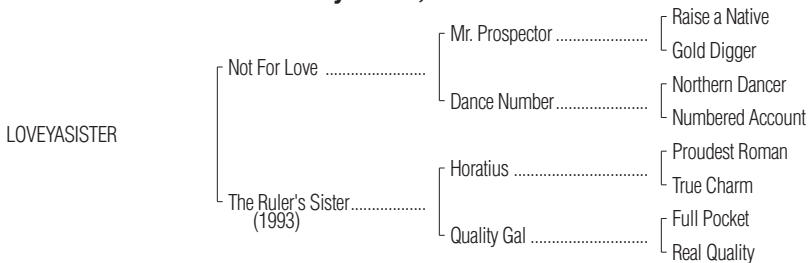 Raise a Native
Mr. Prospector ......................
Gold Digger
Not For Love ........................
Northern Dancer
Dance Number......................
Numbered Account
LOVEYASISTER
Proudest Roman
Horatius ................................
True Charm
The Ruler's Sister..................
(1993)
Full Pocket
Quality Gal ............................
Real Quality